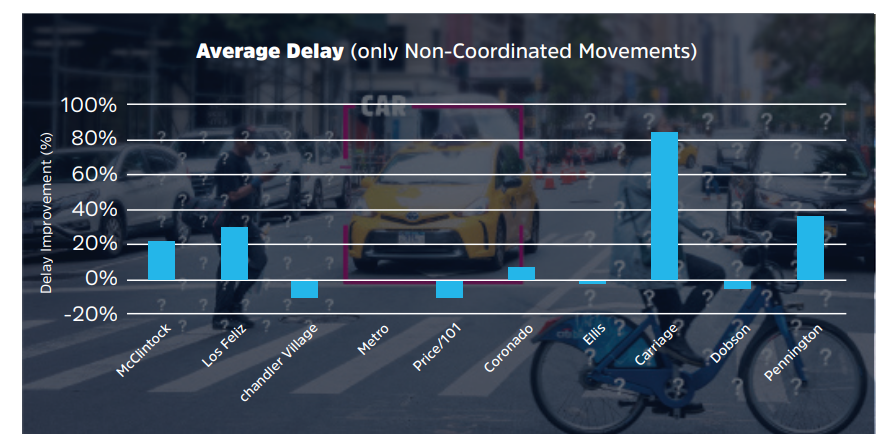 Average Delay (only Non-Coordinated Movements)
CAR
Delay Improvement (%)
100%
80%
60%
40%
20%
0%
-20%
McClintock
Los Feliz
chandler Village
Metro
Price/101
Coronado
Ellis
Carriage
Dobson
Pennington
? ? ? ? ?